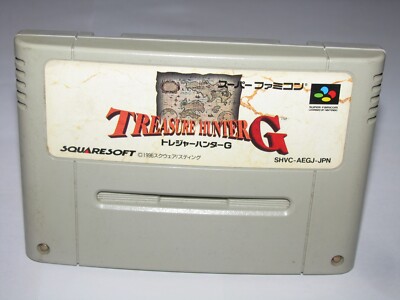 スーパーファミコン
SUPER FAMICOM
TREASURE HUNTER G
トレジャーハンターG
SQUARESOFT
©1996スクウェア/スティング
SHVC-AEGJ-JPN